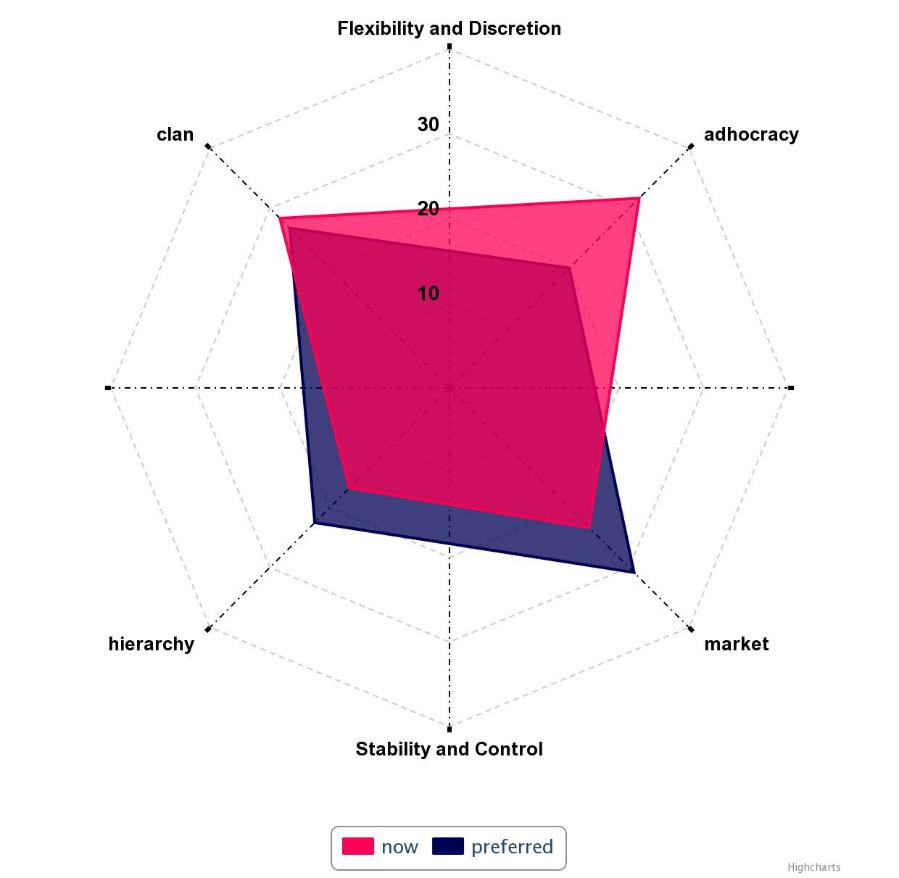 Flexibility and Discretion
clan
30
adhocracy
20
10
hierarchy
market
Stability and Control
now
preferred
Highcharts